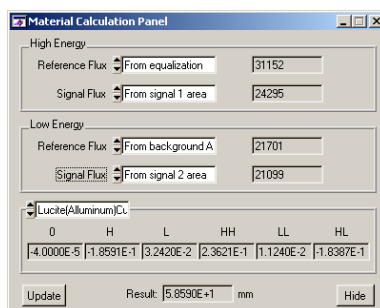 Material Calculation Panel
High Energy
Reference Flux From equalization 31152
Signal Flux From signal 1 area 24295
Low Energy
Reference Flux From background A 21701
Signal Flux From signal 2 area 21099
Lucite(Alluminum)Cu
0 H L HH LL HL
-4.0000E-5 -1.8591E-1 3.2420E-2 2.3621E-1 1.1240E-2 -1.8387E-1
Update Result: 5.8590E+1 mm Hide